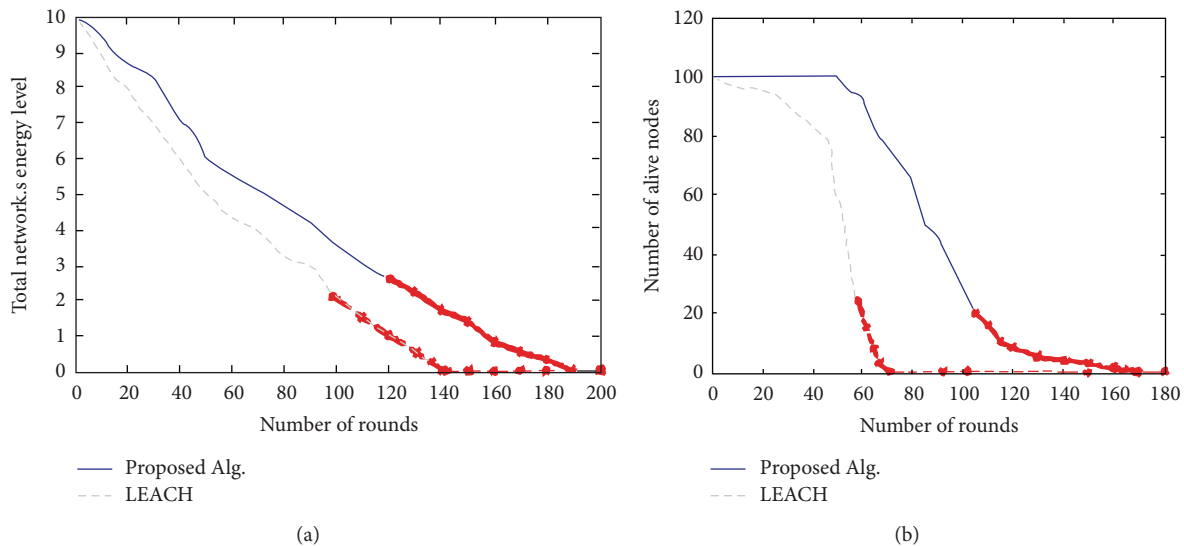 10
9
8
7
6
5
4
3
2
1
0
Total network.s energy level
0 20 40 60 80 100 120 140 160 180 200
Number of rounds
Proposed Alg.
LEACH
(a)
120
100
80
60
40
20
0
Number of alive nodes
0 20 40 60 80 100 120 140 160 180
Number of rounds
Proposed Alg.
LEACH
(b)